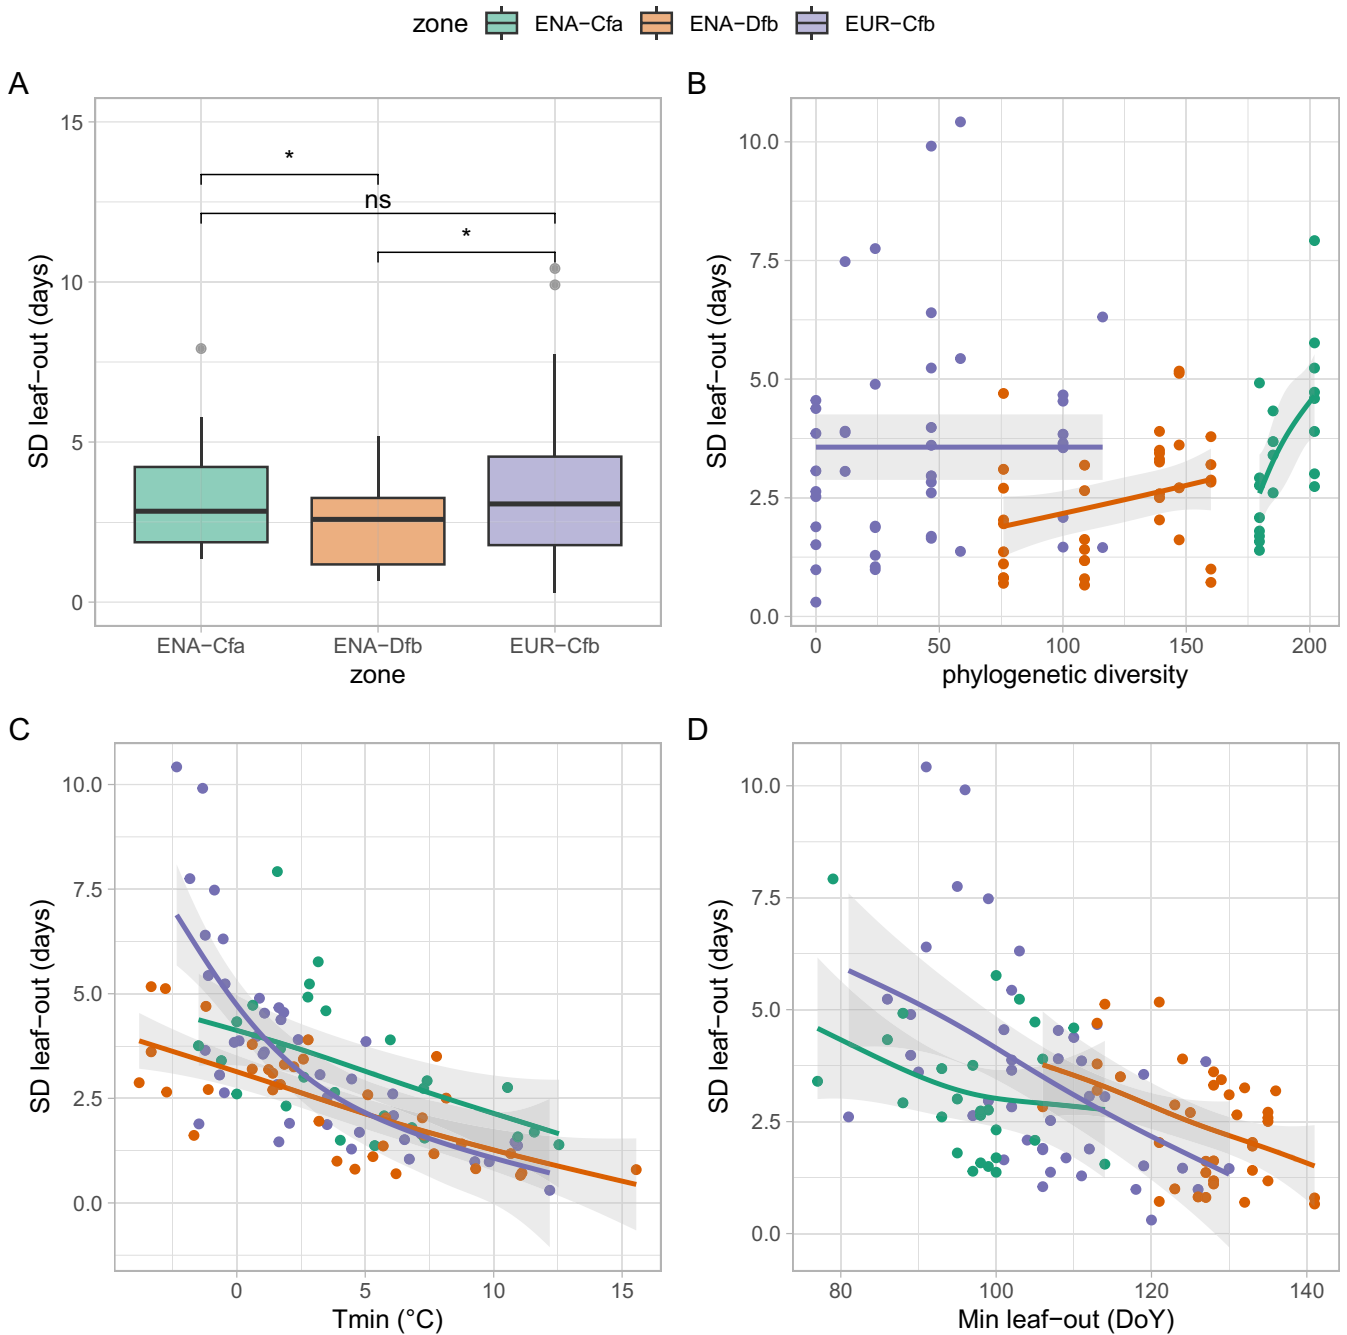 zone ENA−Cfa ENA−Dfb EUR−Cfb
A
SD leaf−out (days)
15
10
5
0
*
ns
*
ENA−Cfa ENA−Dfb EUR−Cfb
zone
B
SD leaf−out (days)
10.0
7.5
5.0
2.5
0.0
0 50 100 150 200
phylogenetic diversity
C
SD leaf−out (days)
10.0
7.5
5.0
2.5
0.0
0 5 10 15
Tmin (°C)
D
SD leaf−out (days)
10.0
7.5
5.0
2.5
0.0
80 100 120 140
Min leaf−out (DoY)